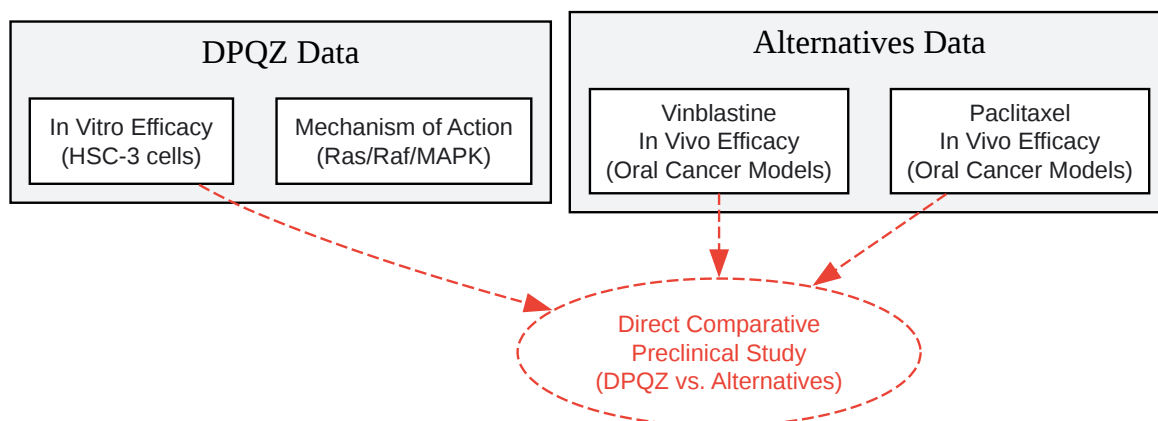 DPQZ Data
In Vitro Efficacy
(HSC-3 cells)
Mechanism of Action
(Ras/Raf/MAPK)
Alternatives Data
Vinblastine
In Vivo Efficacy
(Oral Cancer Models)
Paclitaxel
In Vivo Efficacy
(Oral Cancer Models)
Direct Comparative
Preclinical Study
(DPQZ vs. Alternatives)